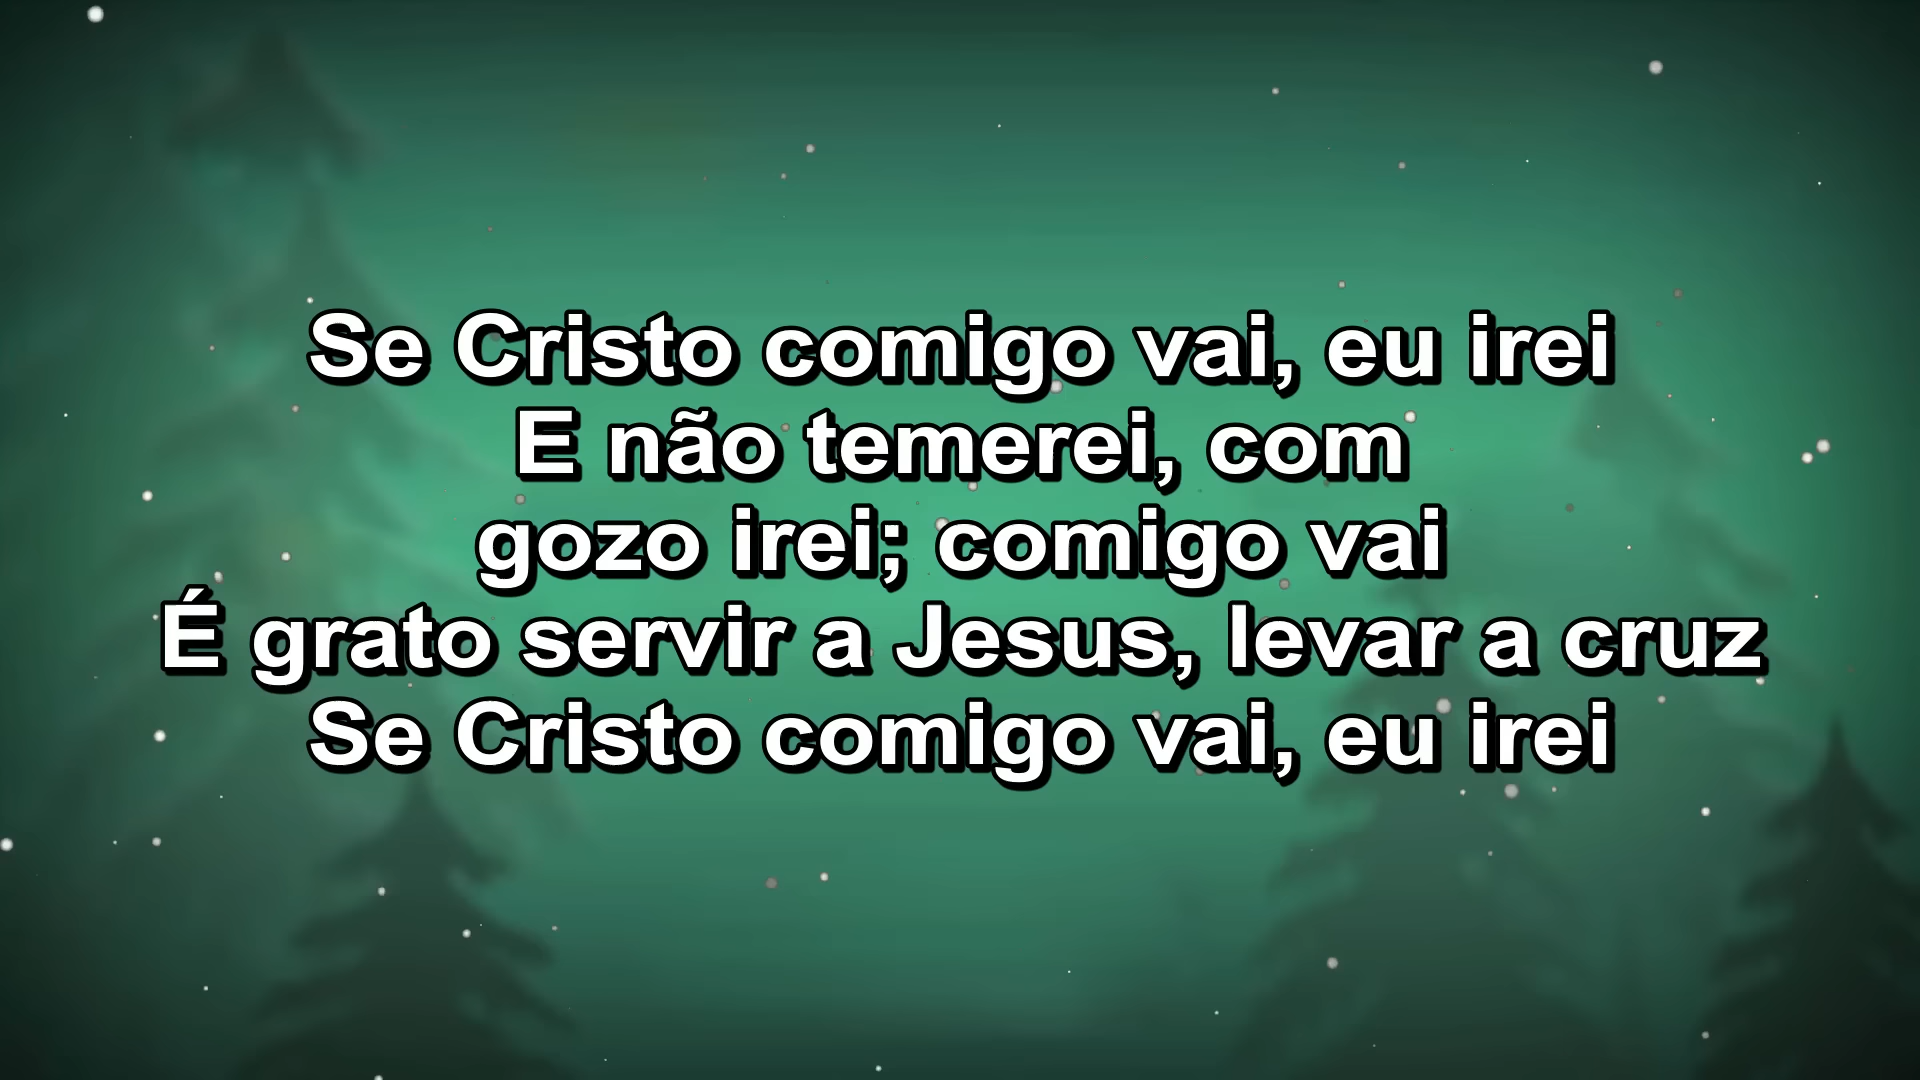 Se Cristo comigo vai, eu irei
E não temerei, com
gozo irei; comigo vai
É grato servir a Jesus, levar a cruz
Se Cristo comigo vai, eu irei